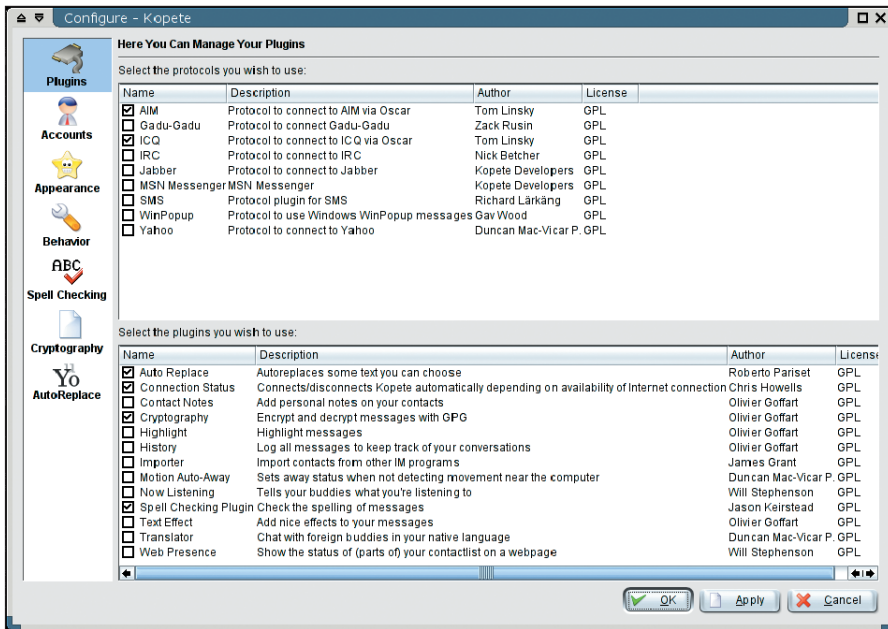 Configure - Kopete
Plugins
Accounts
Appearance
Behavior
ABC
Spell Checking
Cryptography
Yo
AutoReplace
Here You Can Manage Your Plugins
Select the protocols you wish to use:
Name Description Author License
AIM Protocol to connect to AIM via Oscar Tom Linsky GPL
Gadu-Gadu Protocol to connect Gadu-Gadu Zack Rusin GPL
ICQ Protocol to connect to ICQ via Oscar Tom Linsky GPL
IRC Protocol to connect to IRC Nick Betcher GPL
Jabber Protocol to connect to Jabber Kopete Developers GPL
MSN Messenger MSN Messenger Kopete Developers GPL
SMS Protocol plugin for SMS Richard Lärkäng GPL
WinPopup Protocol to use Windows WinPopup messages Gav Wood GPL
Yahoo Protocol to connect to Yahoo Duncan Mac-Vicar P. GPL
Select the plugins you wish to use:
Name Description Author License
Auto Replace Autoreplaces some text you can choose Roberto Pariset GPL
Connection Status Connects/disconnects Kopete automatically depending on availability of Internet connection Chris Howells GPL
Contact Notes Add personal notes on your contacts Olivier Goffart GPL
Cryptography Encrypt and decrypt messages with GPG Olivier Goffart GPL
Highlight Highlight messages Olivier Goffart GPL
History Log all messages to keep track of your conversations Olivier Goffart GPL
Importer Import contacts from other IM programs James Grant GPL
Motion Auto-Away Sets away status when not detecting movement near the computer Duncan Mac-Vicar P. GPL
Now Listening Tells your buddies what you're listening to Will Stephenson GPL
Spell Checking Plugin Check the spelling of messages Jason Keirstead GPL
Text Effect Add nice effects to your messages Olivier Goffart GPL
Translator Chat with foreign buddies in your native language Duncan Mac-Vicar P. GPL
Web Presence Show the status of (parts of) your contactlist on a webpage Will Stephenson GPL
OK Apply Cancel